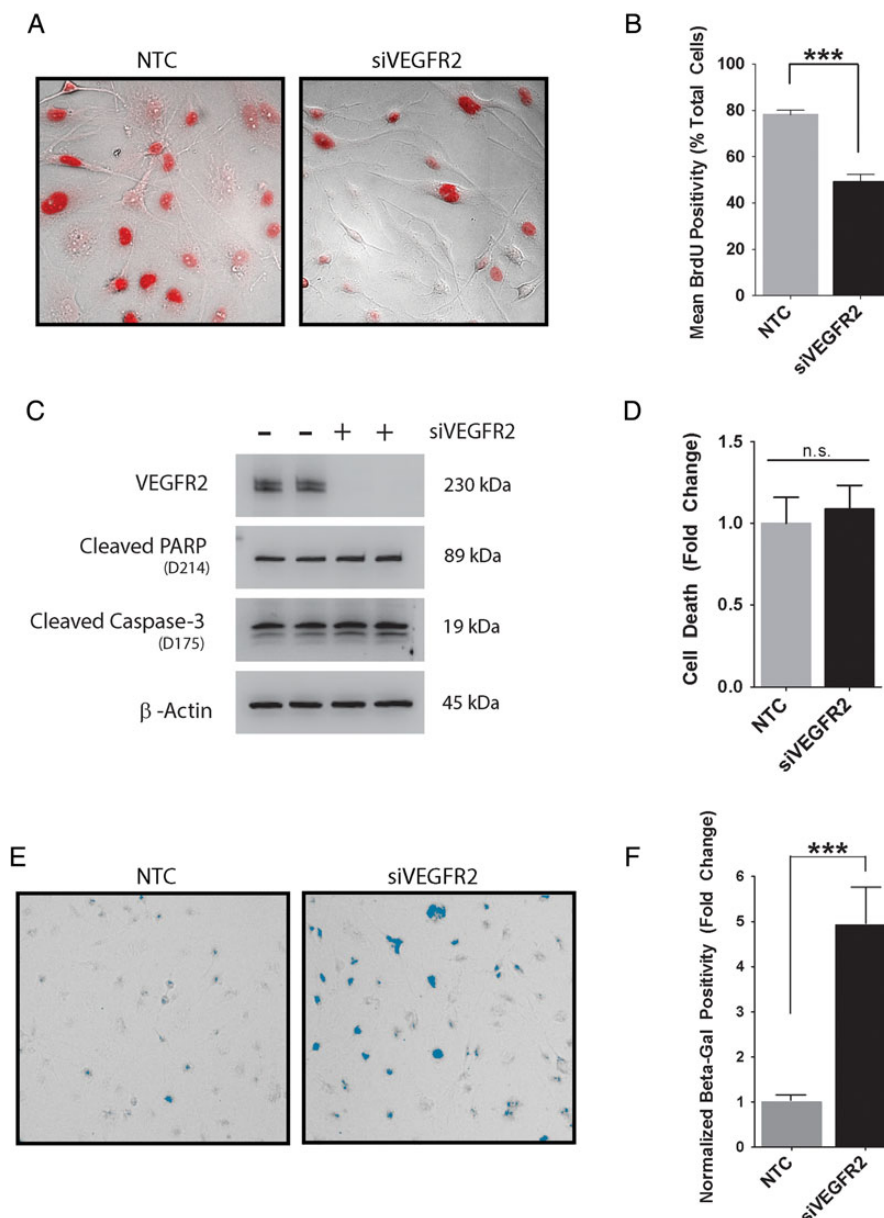 A
NTC
siVEGFR2
B
Mean BrdU Positivity (% Total Cells)
100
80
60
40
20
0
***
NTC
siVEGFR2
C
- - + + siVEGFR2
VEGFR2 230 kDa
Cleaved PARP 89 kDa
(D214)
Cleaved Caspase-3 19 kDa
(D175)
β -Actin 45 kDa
D
Cell Death (Fold Change)
1.5
1.0
0.5
0.0
n.s.
NTC
siVEGFR2
E
NTC
siVEGFR2
F
Normalized Beta-Gal Positivity (Fold Change)
6
5
4
3
2
1
0
***
NTC
siVEGFR2